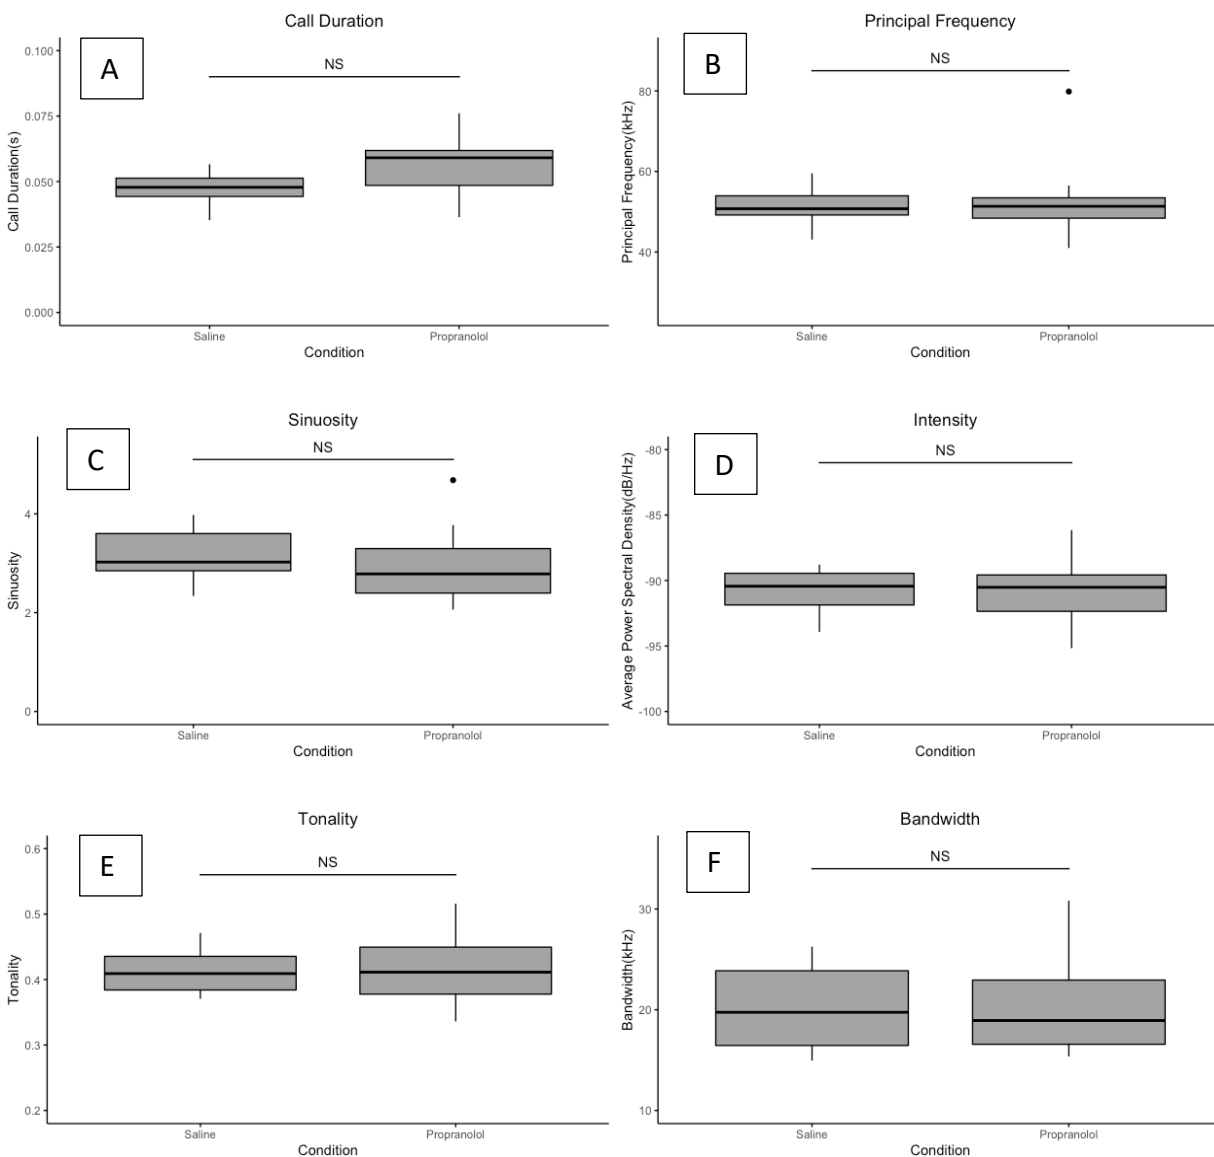 Call Duration
A
NS
0.100
0.075
0.050
0.025
0.000
Call Duration(s)
Saline
Propranolol
Condition
Principal Frequency
B
NS
80
60
40
Principal Frequency(kHz)
Saline
Propranolol
Condition
Sinuosity
C
NS
4
2
0
Sinuosity
Saline
Propranolol
Condition
Intensity
D
NS
-80
-85
-90
-95
-100
Average Power Spectral Density(dB/Hz)
Saline
Propranolol
Condition
Tonality
E
NS
0.6
0.5
0.4
0.3
0.2
Tonality
Saline
Propranolol
Condition
Bandwidth
F
NS
30
20
10
Bandwidth(kHz)
Saline
Propranolol
Condition